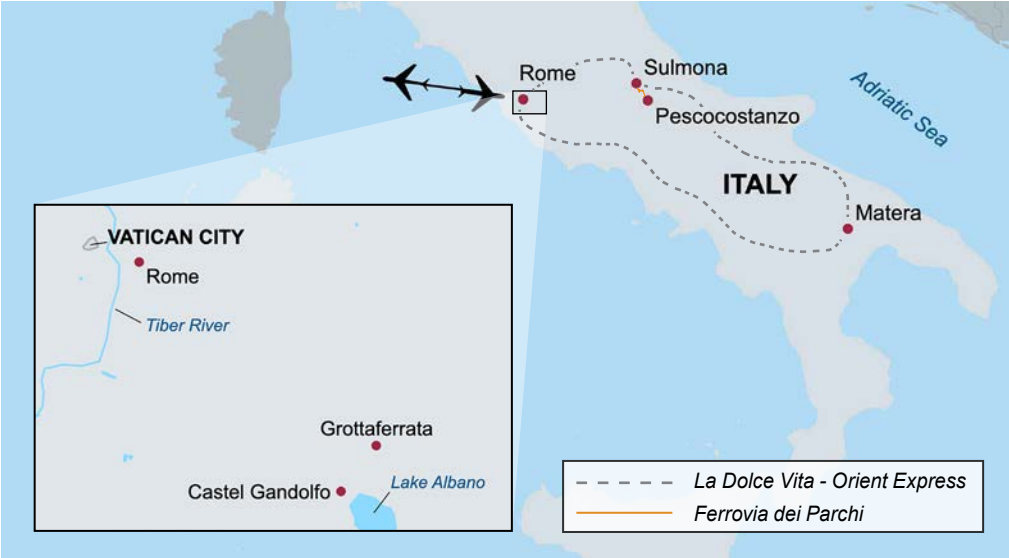 Rome
Sulmona
Pescocostanzo
Adriatic Sea
ITALY
Matera
VATICAN CITY
Rome
Tiber River
Grottaferrata
Castel Gandolfo
Lake Albano
La Dolce Vita - Orient Express
Ferrovia dei Parchi